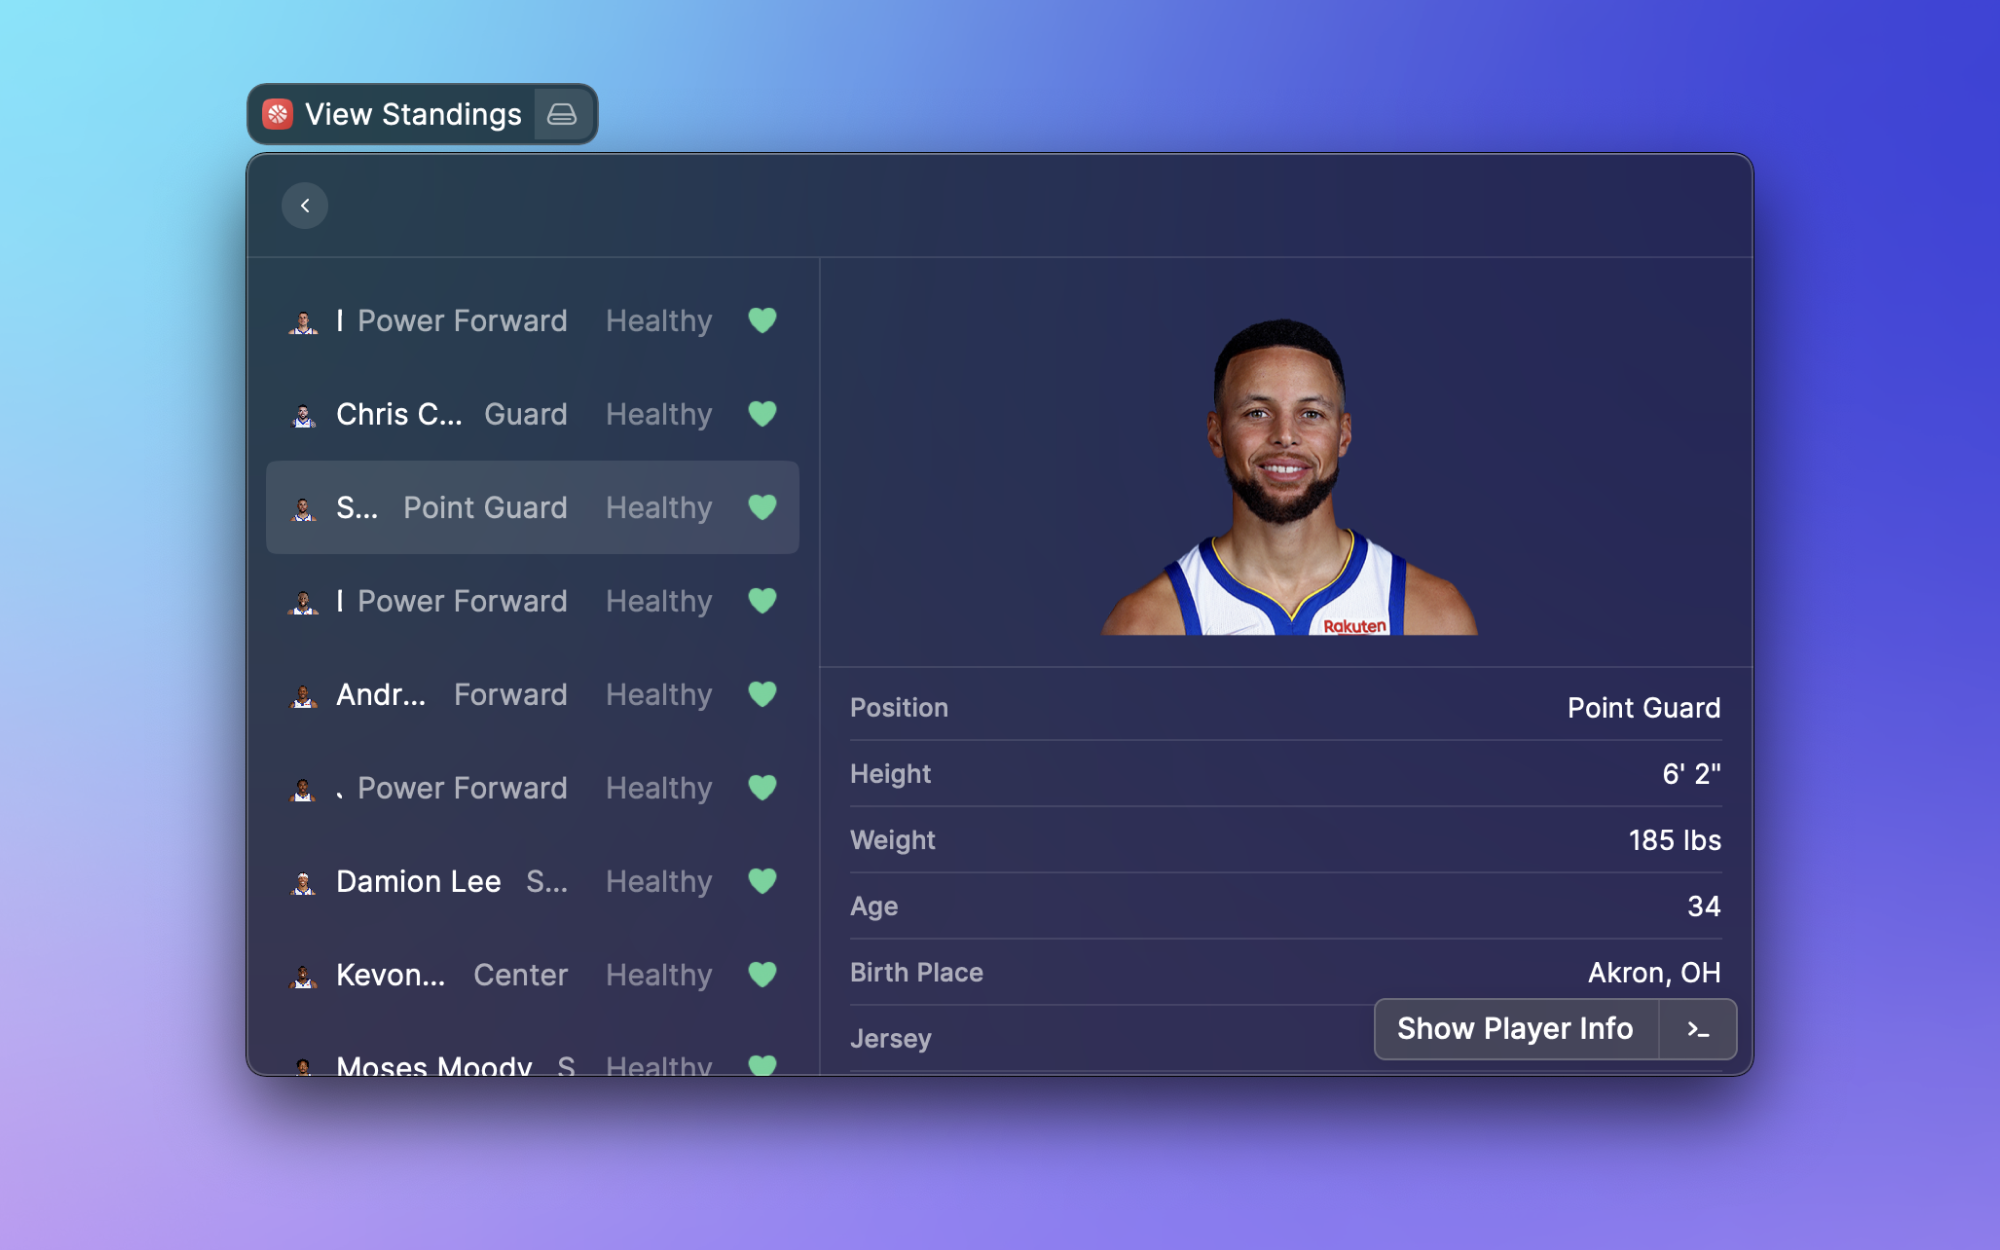 View Standings
Power Forward Healthy
Chris C... Guard Healthy
S... Point Guard Healthy
Power Forward Healthy
Andr... Forward Healthy
Power Forward Healthy
Damion Lee S... Healthy
Kevon... Center Healthy
Moses Moody S Healthy
Rakuten
Position Point Guard
Height 6' 2"
Weight 185 lbs
Age 34
Birth Place Akron, OH
Jersey
Show Player Info >_